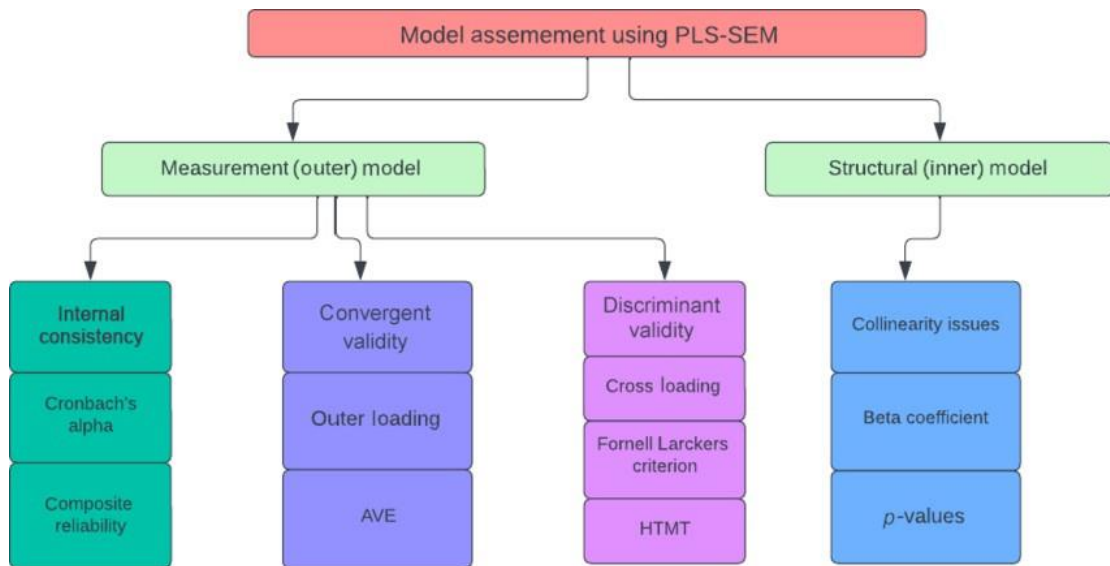 Model assemement using PLS-SEM
Measurement (outer) model
Structural (inner) model
Internal
consistency
Cronbach's
alpha
Composite
reliability
Convergent
validity
Outer loading
AVE
Discriminant
validity
Cross loading
Fornell Larckers
criterion
HTMT
Collinearity issues
Beta coefficient
p-values